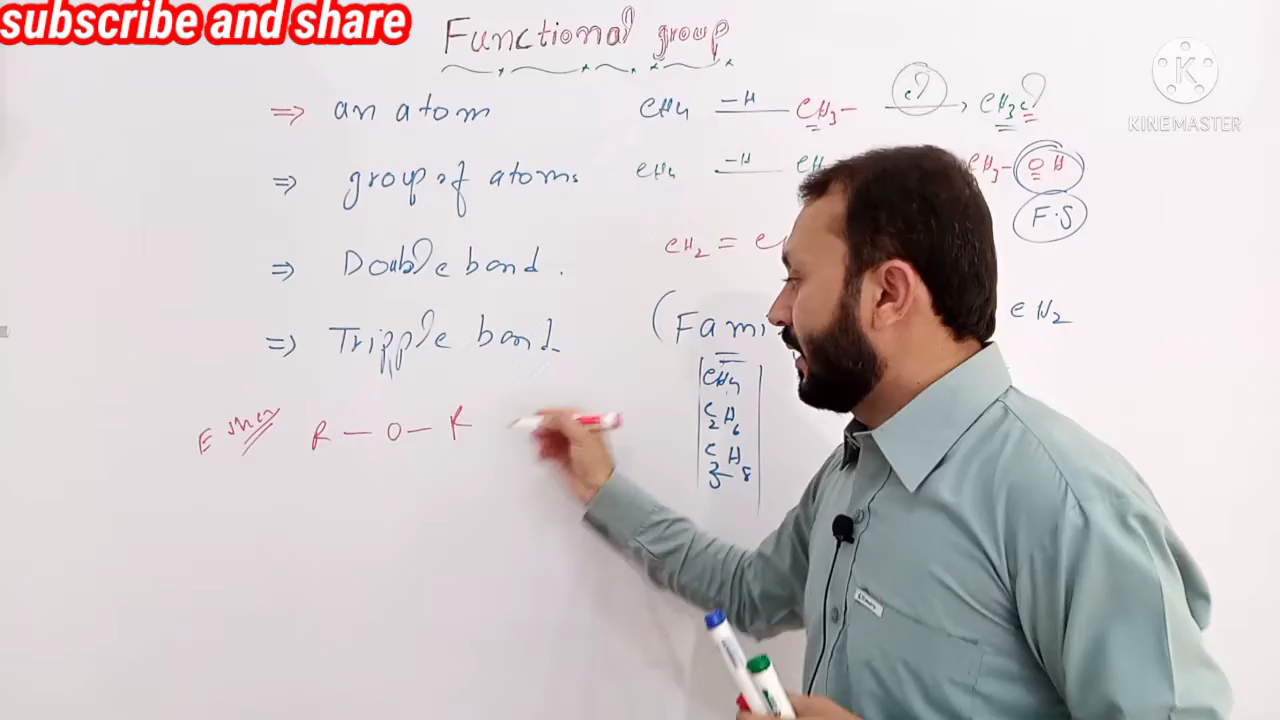 subscribe and share
Functional group
⇒ an atom
CH4 —-H— CH3– —Cl→ CH3Cl
⇒ group of atoms
CH4 —-H— CH CH3–OH
F.G
⇒ Double bond.
CH2 = C
⇒ Tripple bond
(Fami
CH2
CH4
C2H6
C3H8
Ether R — O — R
KINEMASTER